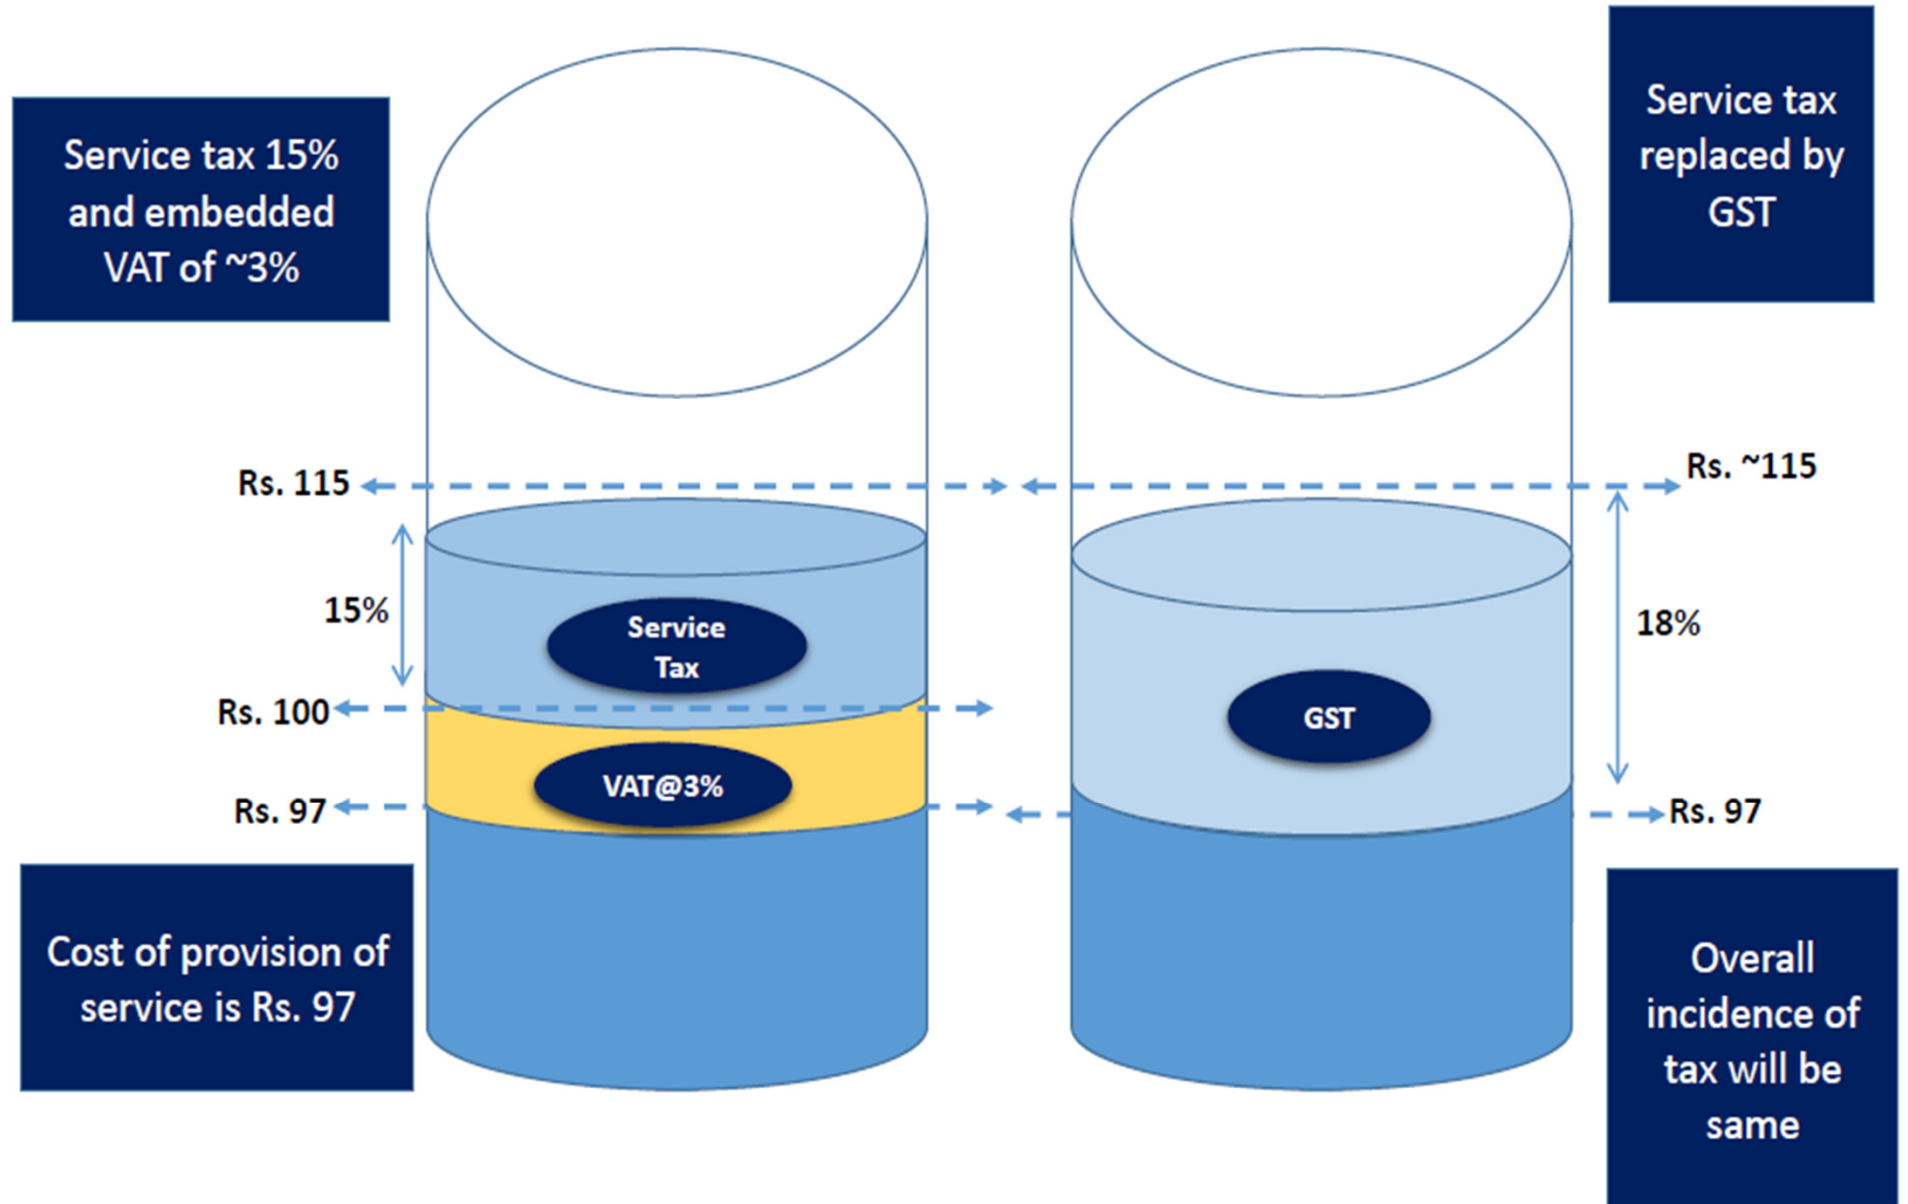 Service tax 15%
and embedded
VAT of ~3%
Service tax
replaced by
GST
Rs. 115
Rs. ~115
15%
Service
Tax
18%
Rs. 100
GST
VAT@3%
Rs. 97
Rs. 97
Cost of provision of
service is Rs. 97
Overall
incidence of
tax will be
same